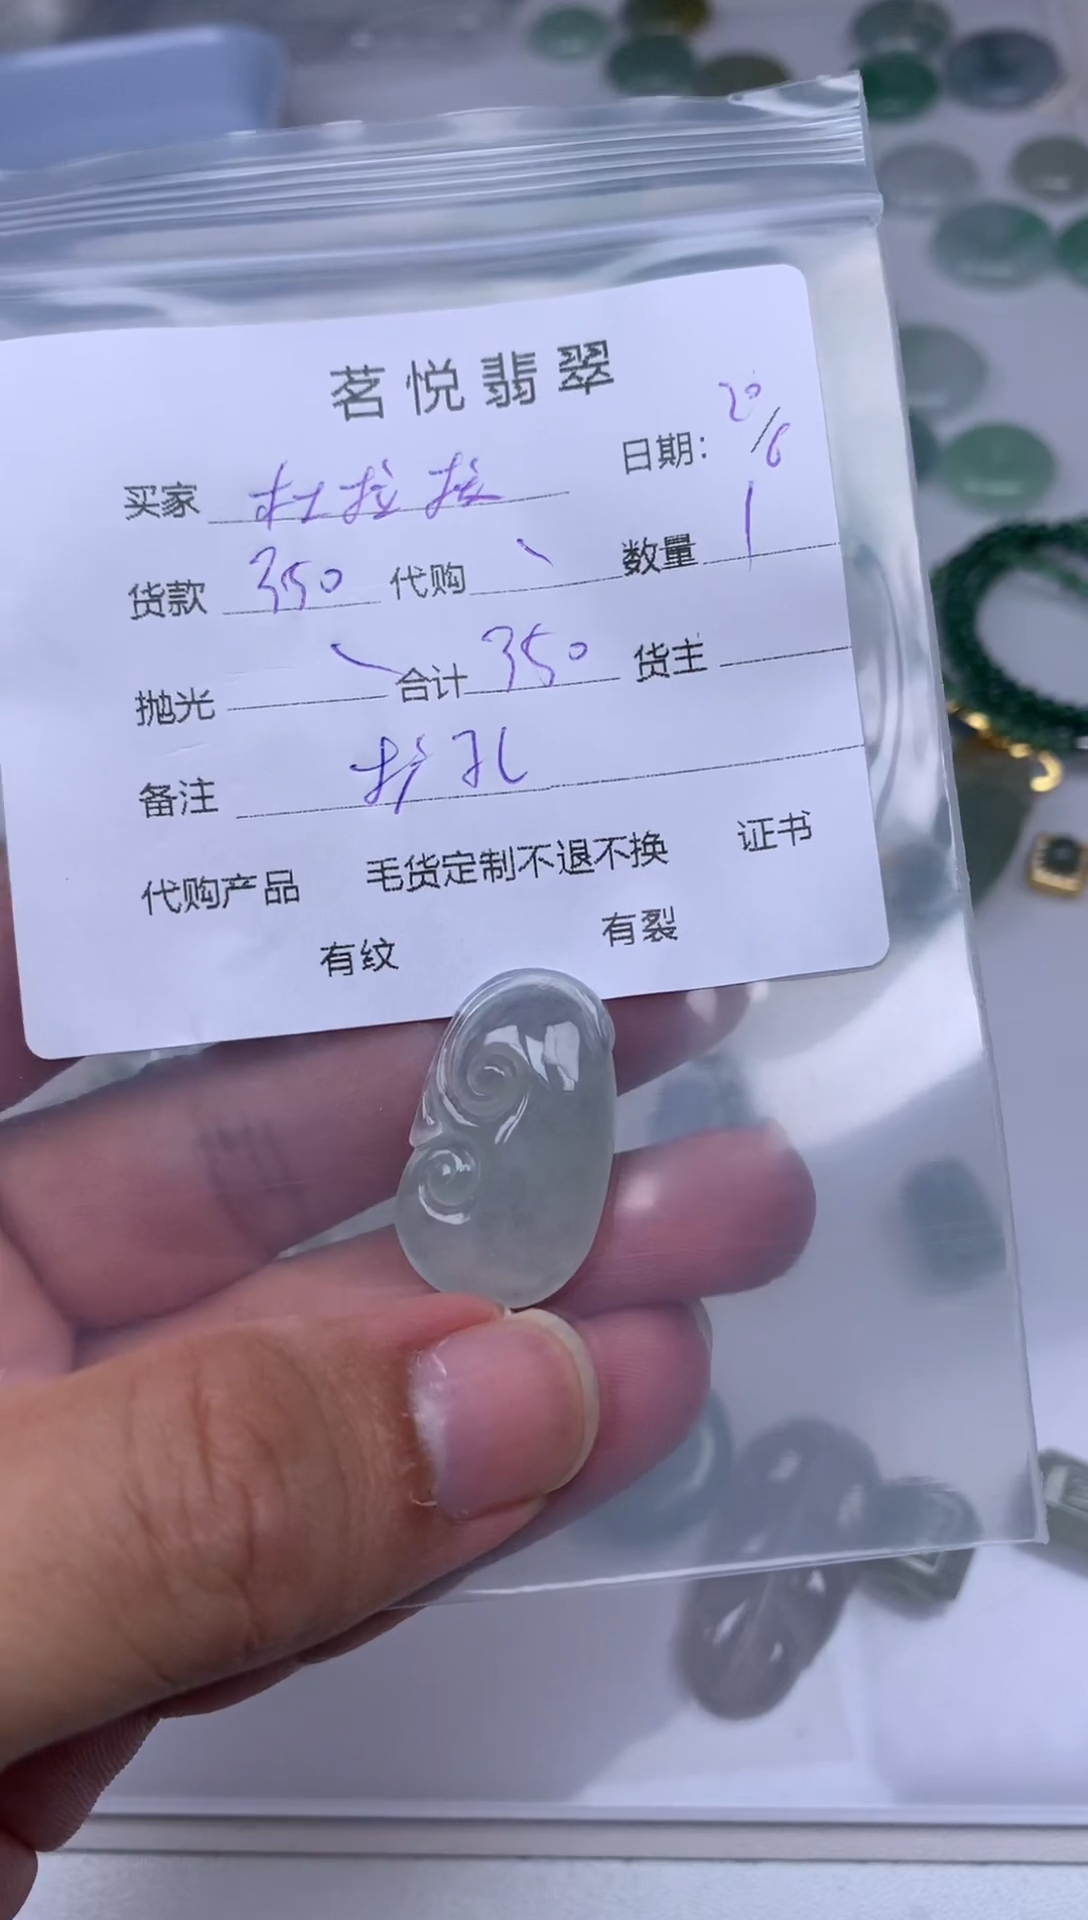 茗悦翡翠
买家 杜拉拉 日期: 20/6
货款 350 代购 数量 1
抛光 合计 350 货主
备注 打孔
代购产品 毛货定制不退不换 证书
有纹 有裂